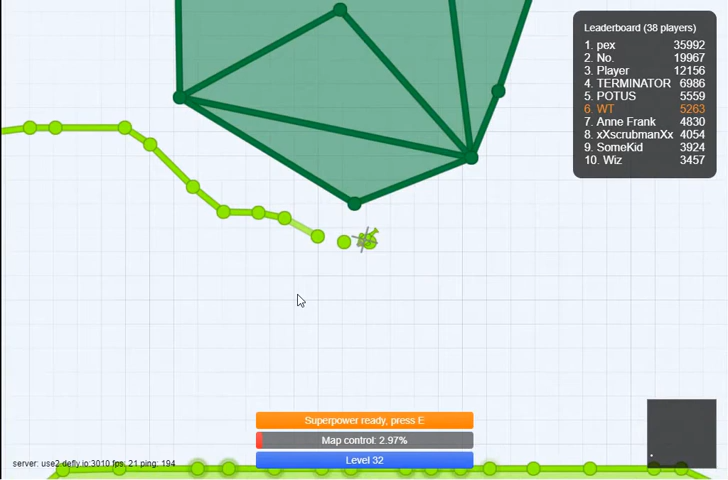 Leaderboard (38 players)
1. pex 35992
2. No. 19967
3. Player 12156
4. TERMINATOR 6986
5. POTUS 5559
6. WT 5263
7. Anne Frank 4830
8. xXscrubmanXx 4054
9. SomeKid 3924
10. Wiz 3457
Superpower ready, press E
Map control: 2.97%
Level 32
server: use2-defly.io:3010 fps: 21 ping: 194